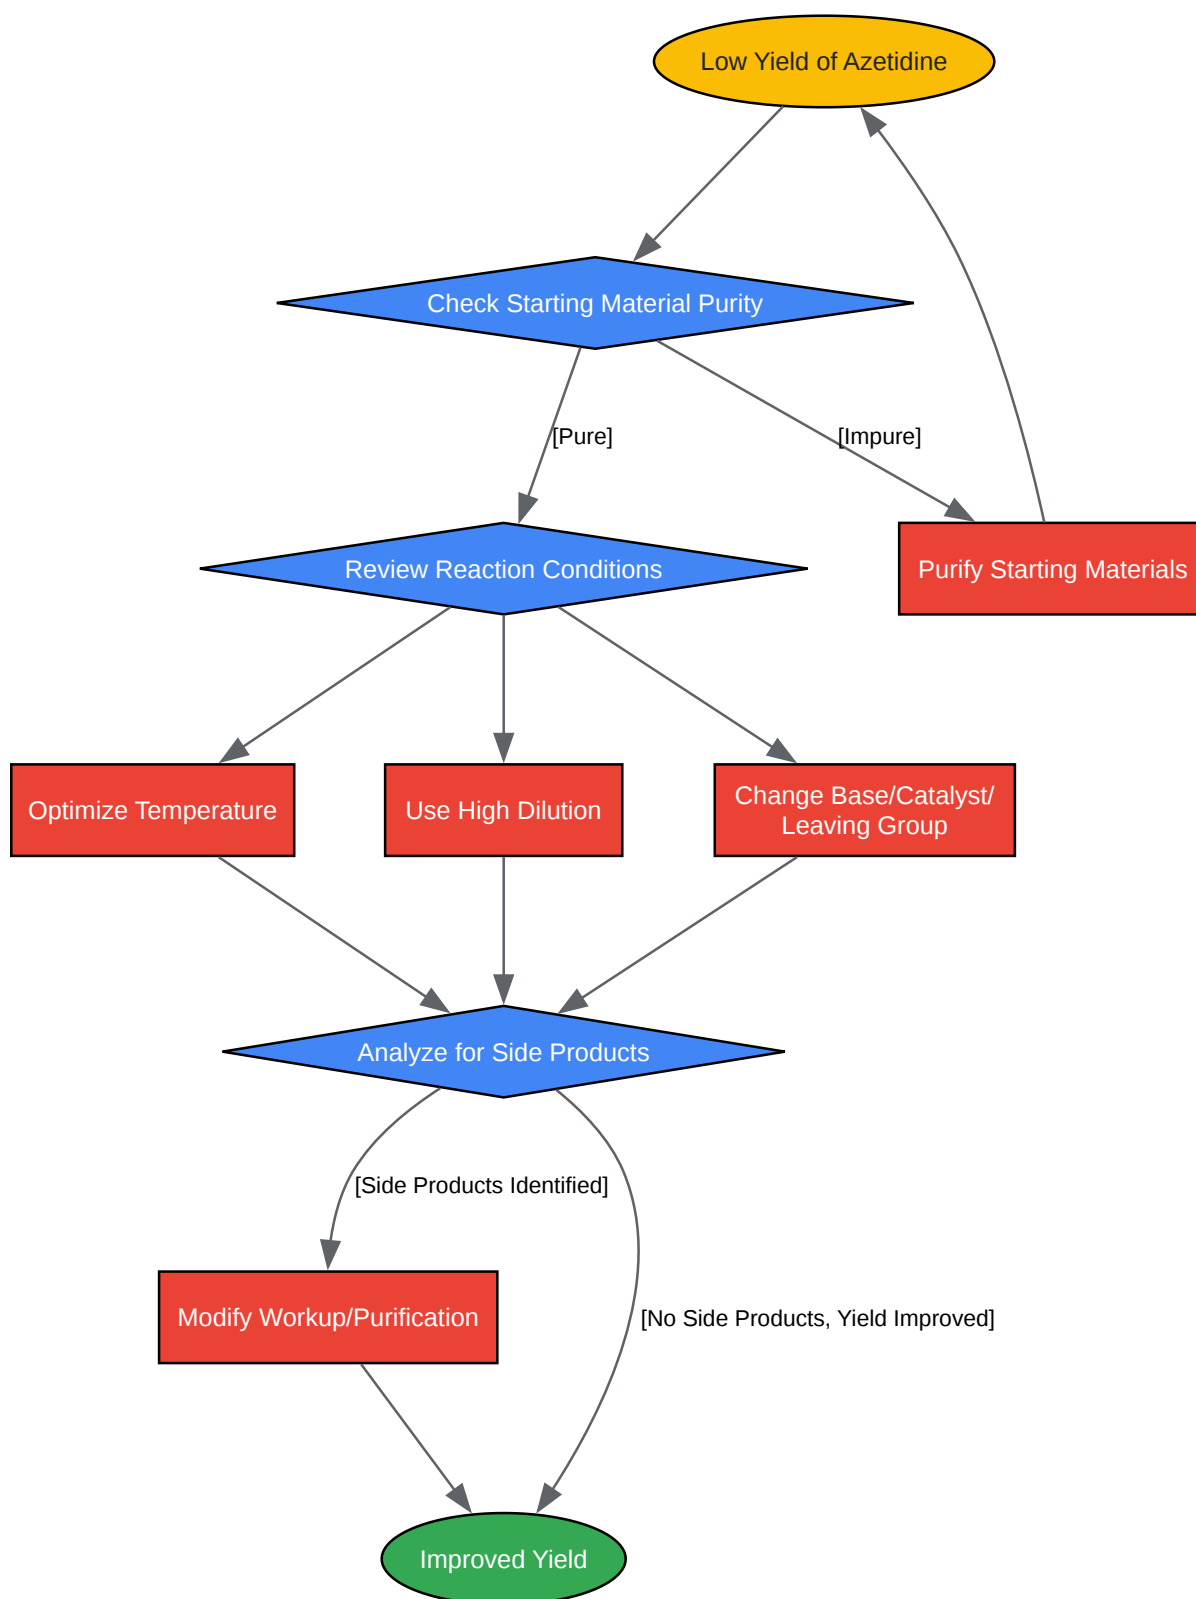 Low Yield of Azetidine
Check Starting Material Purity
[Pure]
[Impure]
Review Reaction Conditions
Purify Starting Materials
Optimize Temperature
Use High Dilution
Change Base/Catalyst/
Leaving Group
Analyze for Side Products
[Side Products Identified]
Modify Workup/Purification
[No Side Products, Yield Improved]
Improved Yield